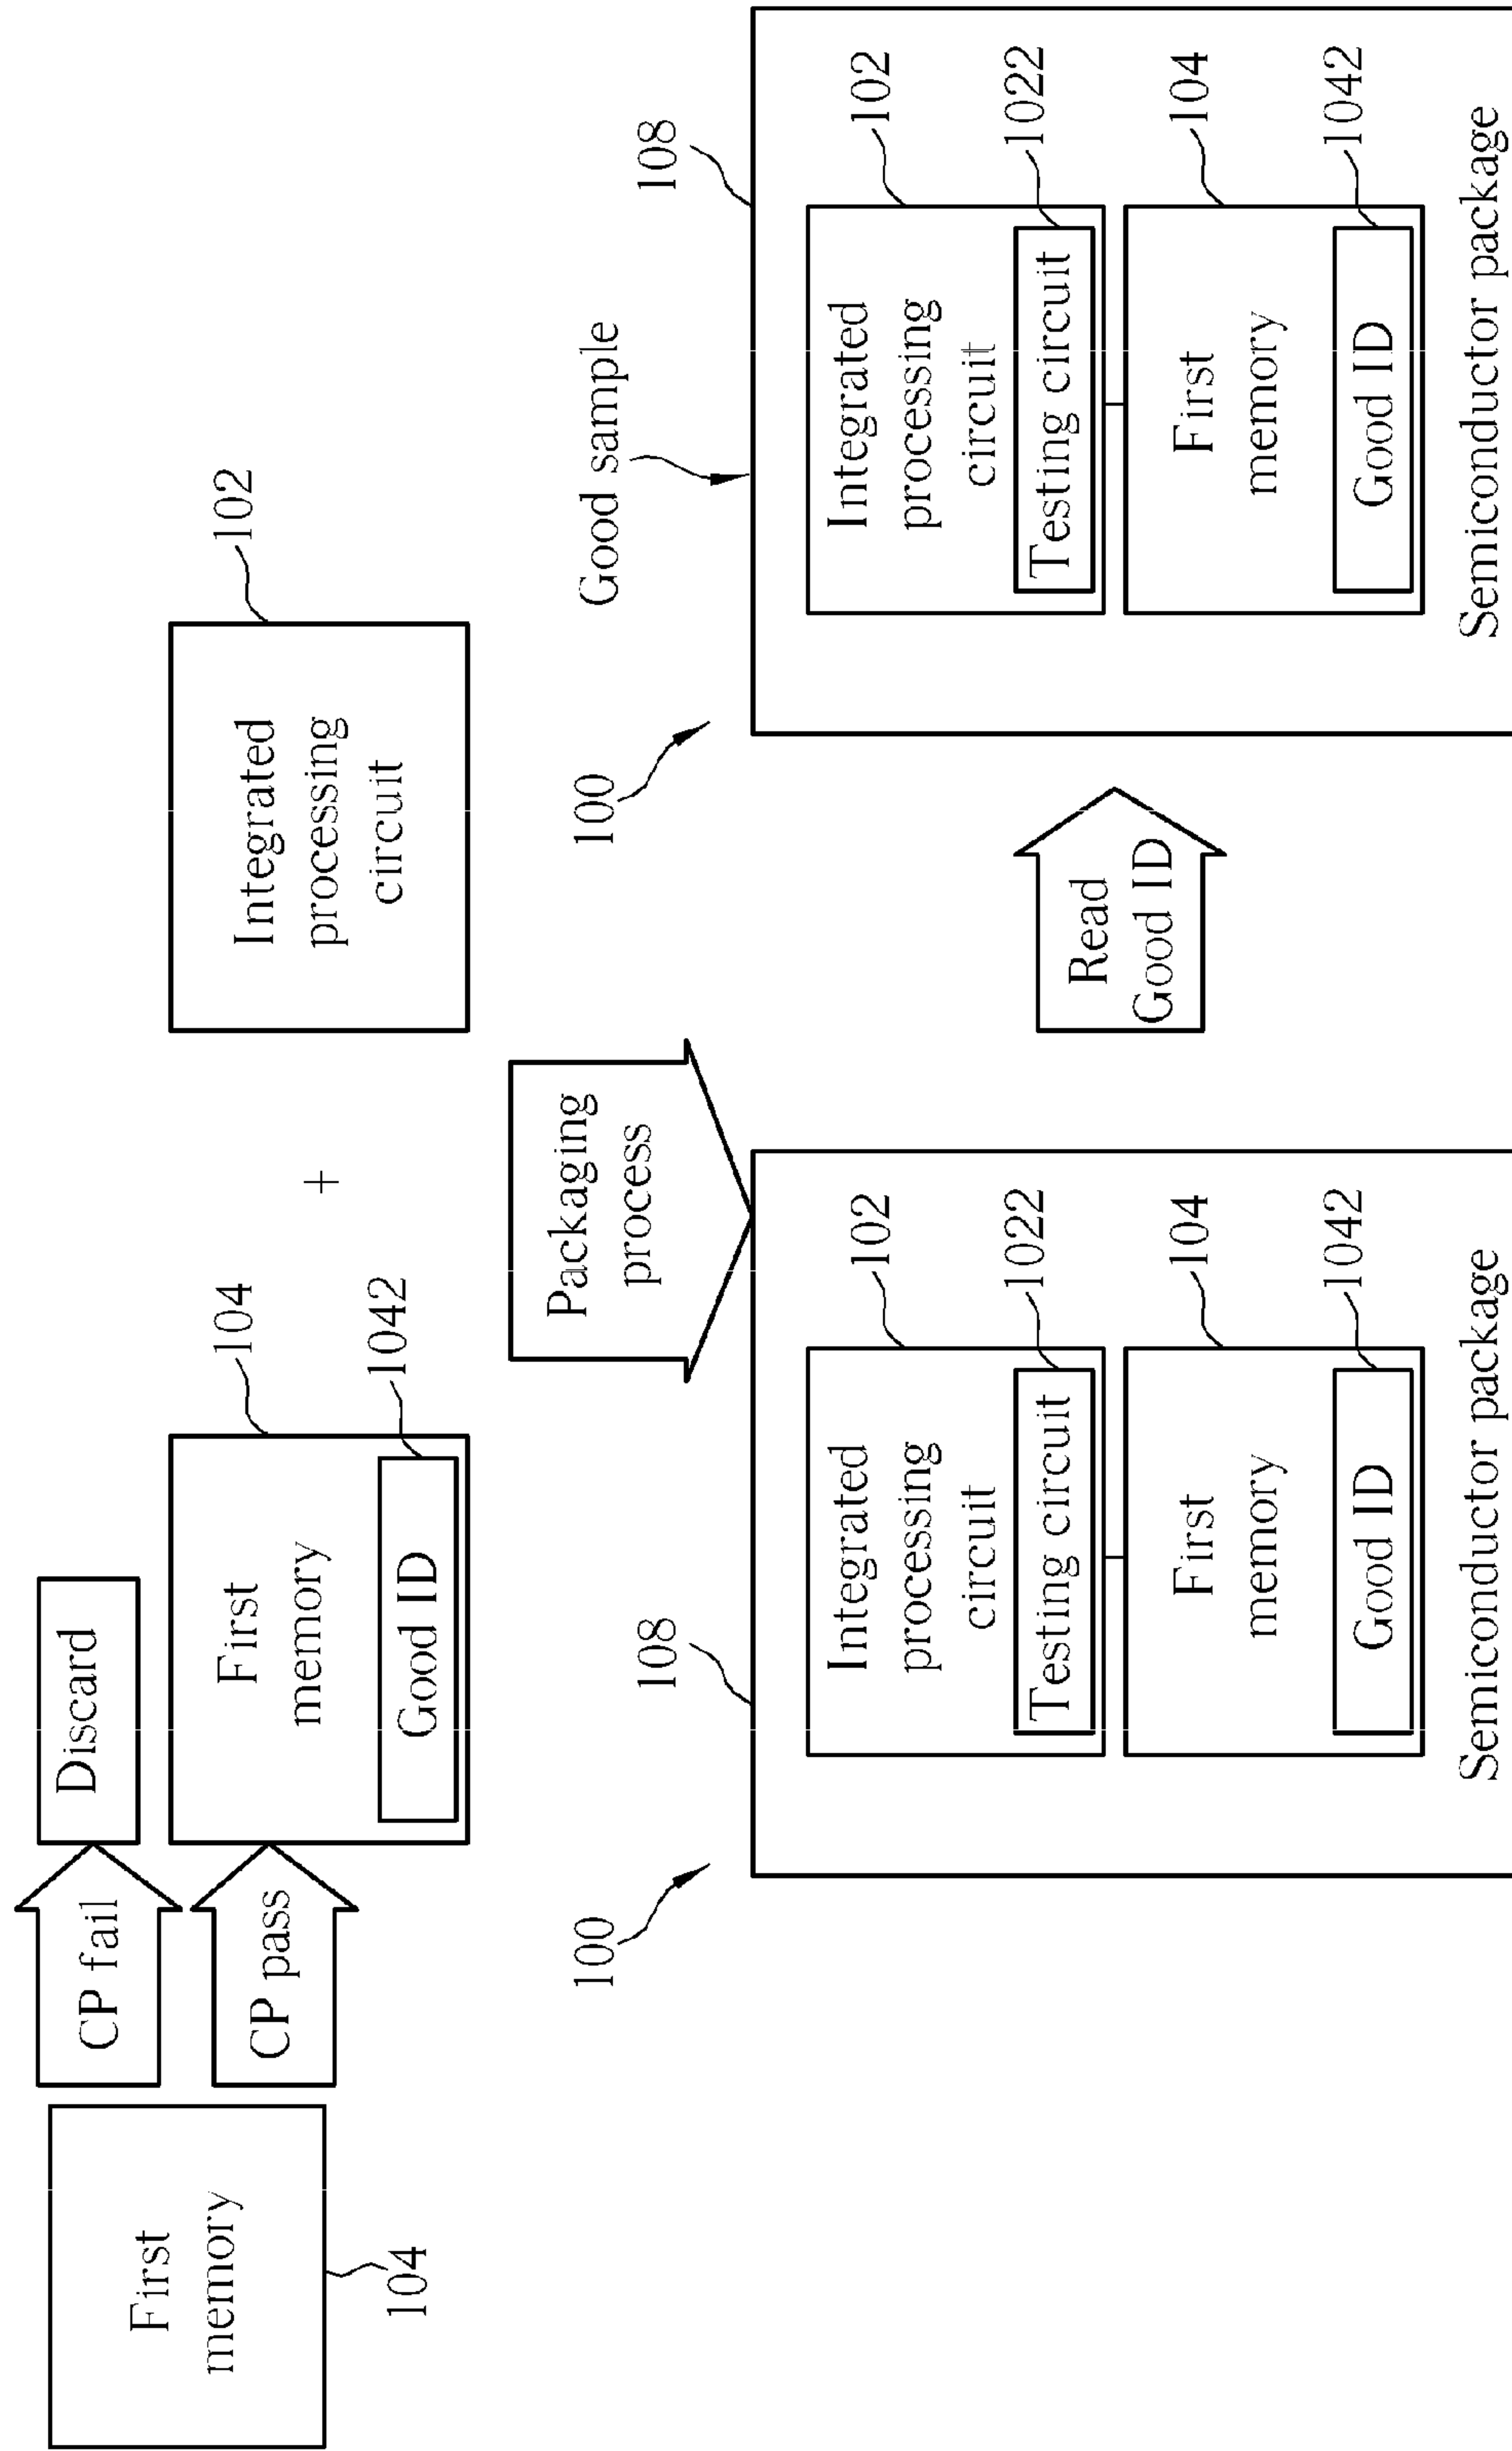 First
memory
104
CP fail
CP pass
Discard
First
memory
Good ID
104
1042
+
Integrated
processing
circuit
102
Packaging
process
100
108
Integrated
processing
circuit
Testing circuit
First
memory
Good ID
Semiconductor package
102
1022
104
1042
Read
Good ID
100
Good sample
108
Integrated
processing
circuit
Testing circuit
First
memory
Good ID
Semiconductor package
102
1022
104
1042